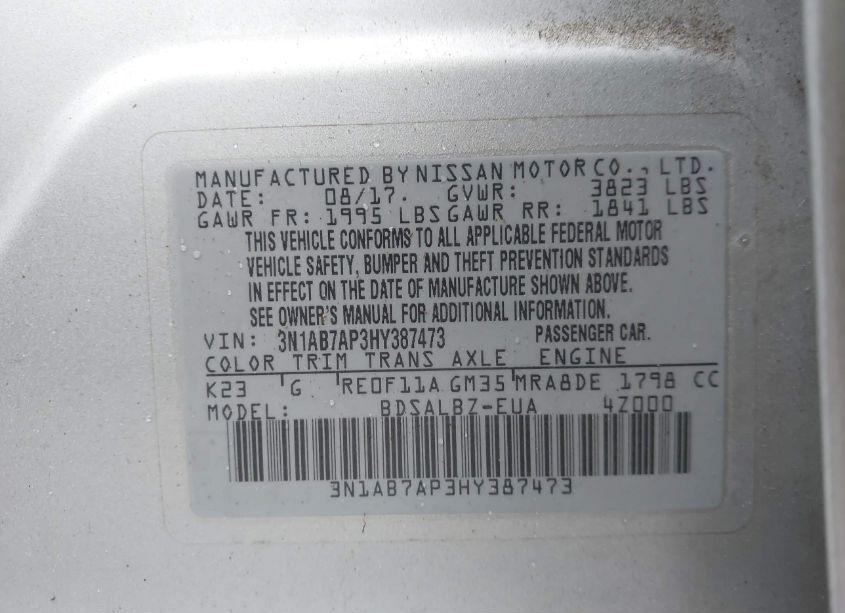 MANUFACTURED BY NISSAN MOTOR CO., LTD.
DATE: 08/17. GVWR: 3823 LBS
GAWR FR: 1995 LBS GAWR RR: 1841 LBS
THIS VEHICLE CONFORMS TO ALL APPLICABLE FEDERAL MOTOR
VEHICLE SAFETY, BUMPER AND THEFT PREVENTION STANDARDS
IN EFFECT ON THE DATE OF MANUFACTURE SHOWN ABOVE.
SEE OWNER'S MANUAL FOR ADDITIONAL INFORMATION.
VIN: 3N1AB7AP3HY387473 PASSENGER CAR.
COLOR TRIM TRANS AXLE ENGINE
K23 G RE0F11A GM35 MRA8DE 1798 CC
MODEL: BDSALBZ-EUA 4Z000
3N1AB7AP3HY387473